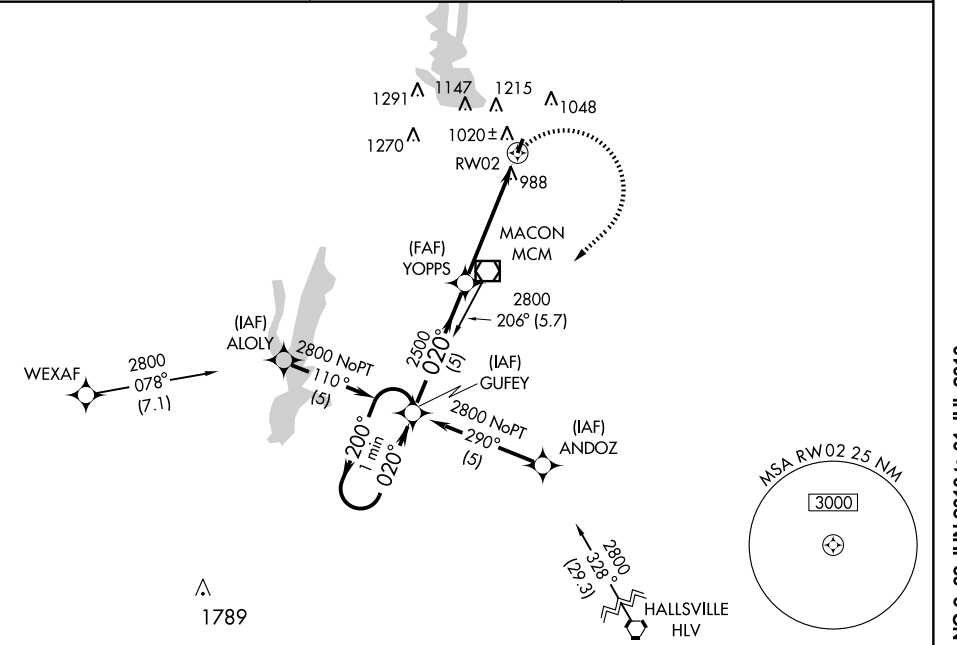 1291
1147
1215
1048
1270
1020±
RW02
988
MACON
MCM
(FAF)
YOPPS
2800
206° (5.7)
(IAF)
ALOLY
2800 NoPT
110°
(5)
2500
020°
(5)
(IAF)
GUFEY
WEXAF
2800
078°
(7.1)
2800 NoPT
290°
(5)
(IAF)
ANDOZ
200°
1 min
020°
MSA RW02 25 NM
3000
2800
328°
(29.3)
HALLSVILLE
HLV
1789